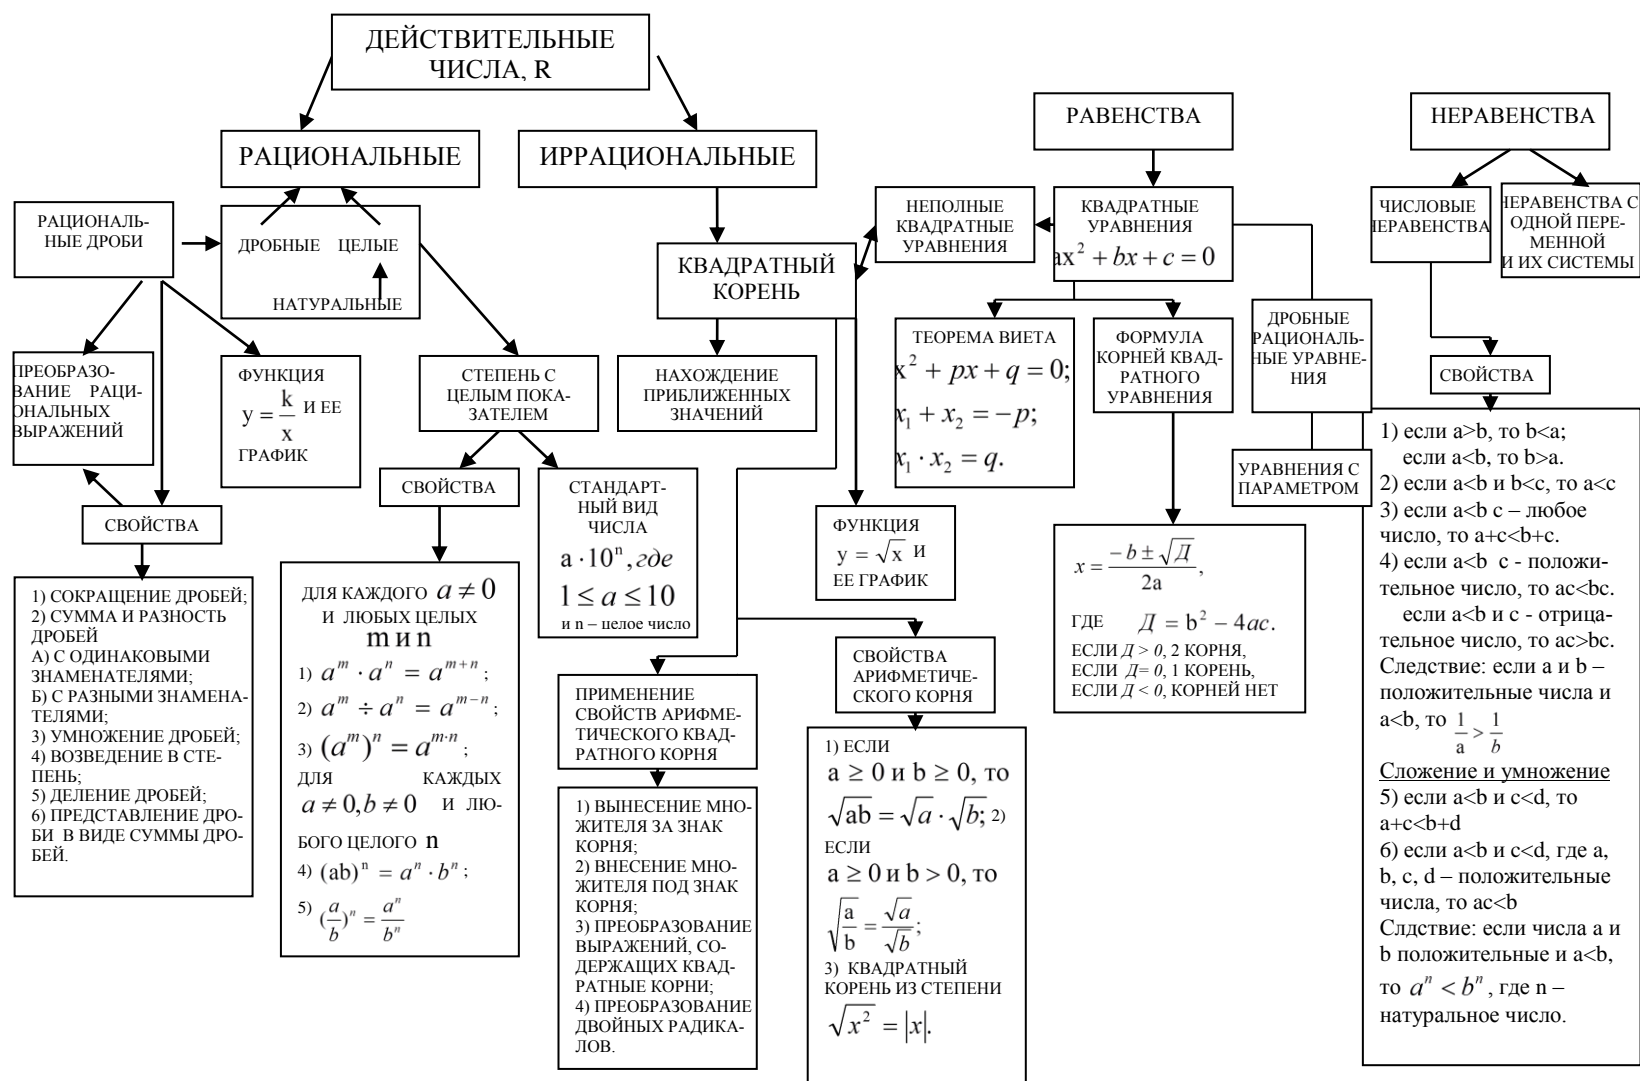 ДЕЙСТВИТЕЛЬНЫЕ
ЧИСЛА, R
РАЦИОНАЛЬНЫЕ
ИРРАЦИОНАЛЬНЫЕ
РАВЕНСТВА
НЕРАВЕНСТВА
РАЦИОНАЛЬ-
НЫЕ ДРОБИ
ДРОБНЫЕ ЦЕЛЫЕ
НАТУРАЛЬНЫЕ
КВАДРАТНЫЙ
КОРЕНЬ
НЕПОЛНЫЕ
КВАДРАТНЫЕ
УРАВНЕНИЯ
КВАДРАТНЫЕ
УРАВНЕНИЯ
ax² + bx + c = 0
ЧИСЛОВЫЕ
НЕРАВЕНСТВА
НЕРАВЕНСТВА С
ОДНОЙ ПЕРЕ-
МЕННОЙ
И ИХ СИСТЕМЫ
ПРЕОБРАЗО-
ВАНИЕ РАЦИ-
ОНАЛЬНЫХ
ВЫРАЖЕНИЙ
ФУНКЦИЯ
y = k/x И ЕЕ
ГРАФИК
СТЕПЕНЬ С
ЦЕЛЫМ ПОКА-
ЗАТЕЛЕМ
НАХОЖДЕНИЕ
ПРИБЛИЖЕННЫХ
ЗНАЧЕНИЙ
ТЕОРЕМА ВИЕТА
x² + px + q = 0;
x₁ + x₂ = −p;
x₁ · x₂ = q.
ФОРМУЛА
КОРНЕЙ КВАД-
РАТНОГО
УРАВНЕНИЯ
ДРОБНЫЕ
РАЦИОНАЛЬ-
НЫЕ УРАВНЕ-
НИЯ
СВОЙСТВА
УРАВНЕНИЯ С
ПАРАМЕТРОМ
СВОЙСТВА
СВОЙСТВА
СТАНДАРТ-
НЫЙ ВИД
ЧИСЛА
a · 10ⁿ, где
1 ≤ a ≤ 10
и n – целое число
ФУНКЦИЯ
y = √x И
ЕЕ ГРАФИК
x = (−b ± √Д)/2a,
ГДЕ Д = b² − 4ac.
ЕСЛИ Д > 0, 2 КОРНЯ,
ЕСЛИ Д= 0, 1 КОРЕНЬ,
ЕСЛИ Д < 0, КОРНЕЙ НЕТ
1) СОКРАЩЕНИЕ ДРОБЕЙ;
2) СУММА И РАЗНОСТЬ
ДРОБЕЙ
А) С ОДИНАКОВЫМИ
ЗНАМЕНАТЕЛЯМИ;
Б) С РАЗНЫМИ ЗНАМЕНА-
ТЕЛЯМИ;
3) УМНОЖЕНИЕ ДРОБЕЙ;
4) ВОЗВЕДЕНИЕ В СТЕ-
ПЕНЬ;
5) ДЕЛЕНИЕ ДРОБЕЙ;
6) ПРЕДСТАВЛЕНИЕ ДРО-
БИ В ВИДЕ СУММЫ ДРО-
БЕЙ.
ДЛЯ КАЖДОГО a ≠ 0
И ЛЮБЫХ ЦЕЛЫХ
m и n
1) aᵐ · aⁿ = aᵐ⁺ⁿ ;
2) aᵐ ÷ aⁿ = aᵐ⁻ⁿ ;
3) (aᵐ)ⁿ = aᵐ˙ⁿ ;
ДЛЯ КАЖДЫХ
a ≠ 0, b ≠ 0 И ЛЮ-
БОГО ЦЕЛОГО n
4) (ab)ⁿ = aⁿ · bⁿ ;
5) (a/b)ⁿ = aⁿ/bⁿ
ПРИМЕНЕНИЕ
СВОЙСТВ АРИФМЕ-
ТИЧЕСКОГО КВАД-
РАТНОГО КОРНЯ
1) ВЫНЕСЕНИЕ МНО-
ЖИТЕЛЯ ЗА ЗНАК
КОРНЯ;
2) ВНЕСЕНИЕ МНО-
ЖИТЕЛЯ ПОД ЗНАК
КОРНЯ;
3) ПРЕОБРАЗОВАНИЕ
ВЫРАЖЕНИЙ, СО-
ДЕРЖАЩИХ КВАД-
РАТНЫЕ КОРНИ;
4) ПРЕОБРАЗОВАНИЕ
ДВОЙНЫХ РАДИКА-
ЛОВ.
СВОЙСТВА
АРИФМЕТИЧЕ-
СКОГО КОРНЯ
1) ЕСЛИ
a ≥ 0 и b ≥ 0, то
√ab = √a · √b; 2)
ЕСЛИ
a ≥ 0 и b > 0, то
√(a/b) = √a/√b;
3) КВАДРАТНЫЙ
КОРЕНЬ ИЗ СТЕПЕНИ
√x² = |x|.
1) если a>b, то b<a;
если a<b, то b>a.
2) если a<b и b<c, то a<c
3) если a<b c – любое
число, то a+c<b+c.
4) если a<b c - положи-
тельное число, то ac<bc.
если a<b и c - отрица-
тельное число, то ac>bc.
Следствие: если a и b –
положительные числа и
a<b, то 1/a > 1/b
Сложение и умножение
5) если a<b и c<d, то
a+c<b+d
6) если a<b и c<d, где a,
b, c, d – положительные
числа, то ac<b
Слдствие: если числа a и
b положительные и a<b,
то aⁿ < bⁿ , где n –
натуральное число.